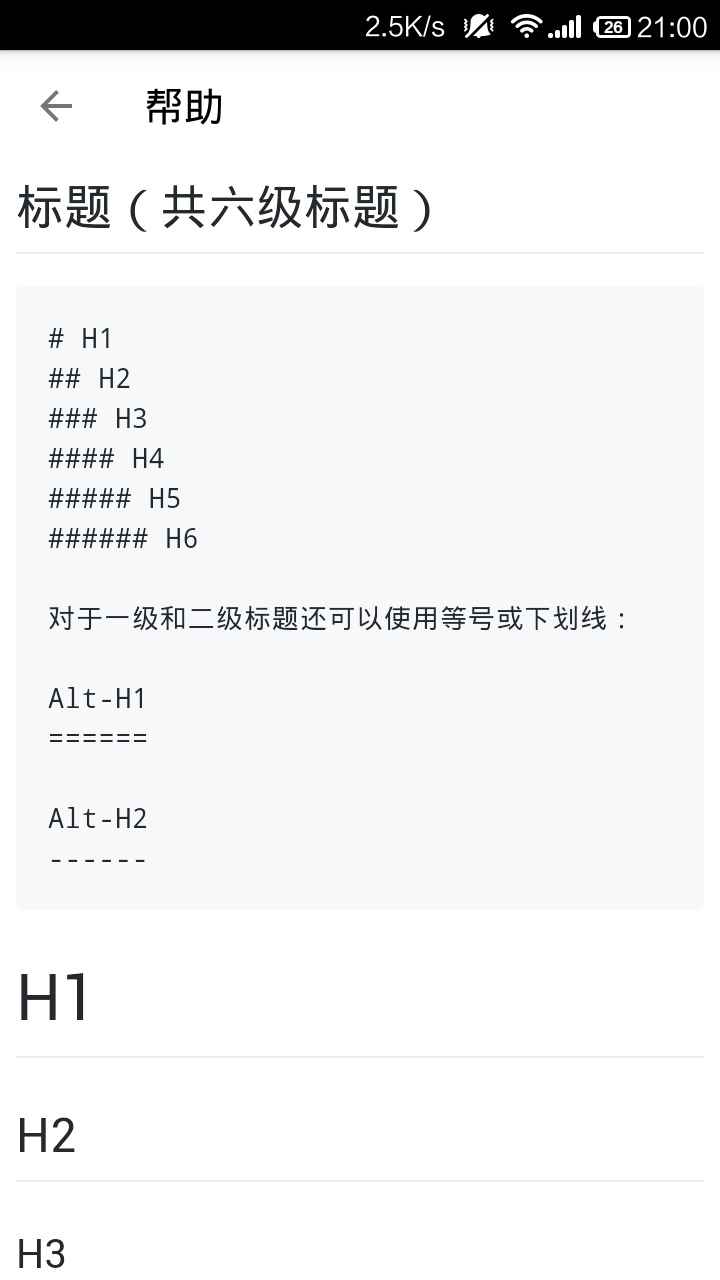 2.5K/s 26 21:00
帮助
标题（共六级标题）
# H1
## H2
### H3
#### H4
##### H5
###### H6
对于一级和二级标题还可以使用等号或下划线：
Alt-H1
======
Alt-H2
------
H1
H2
H3